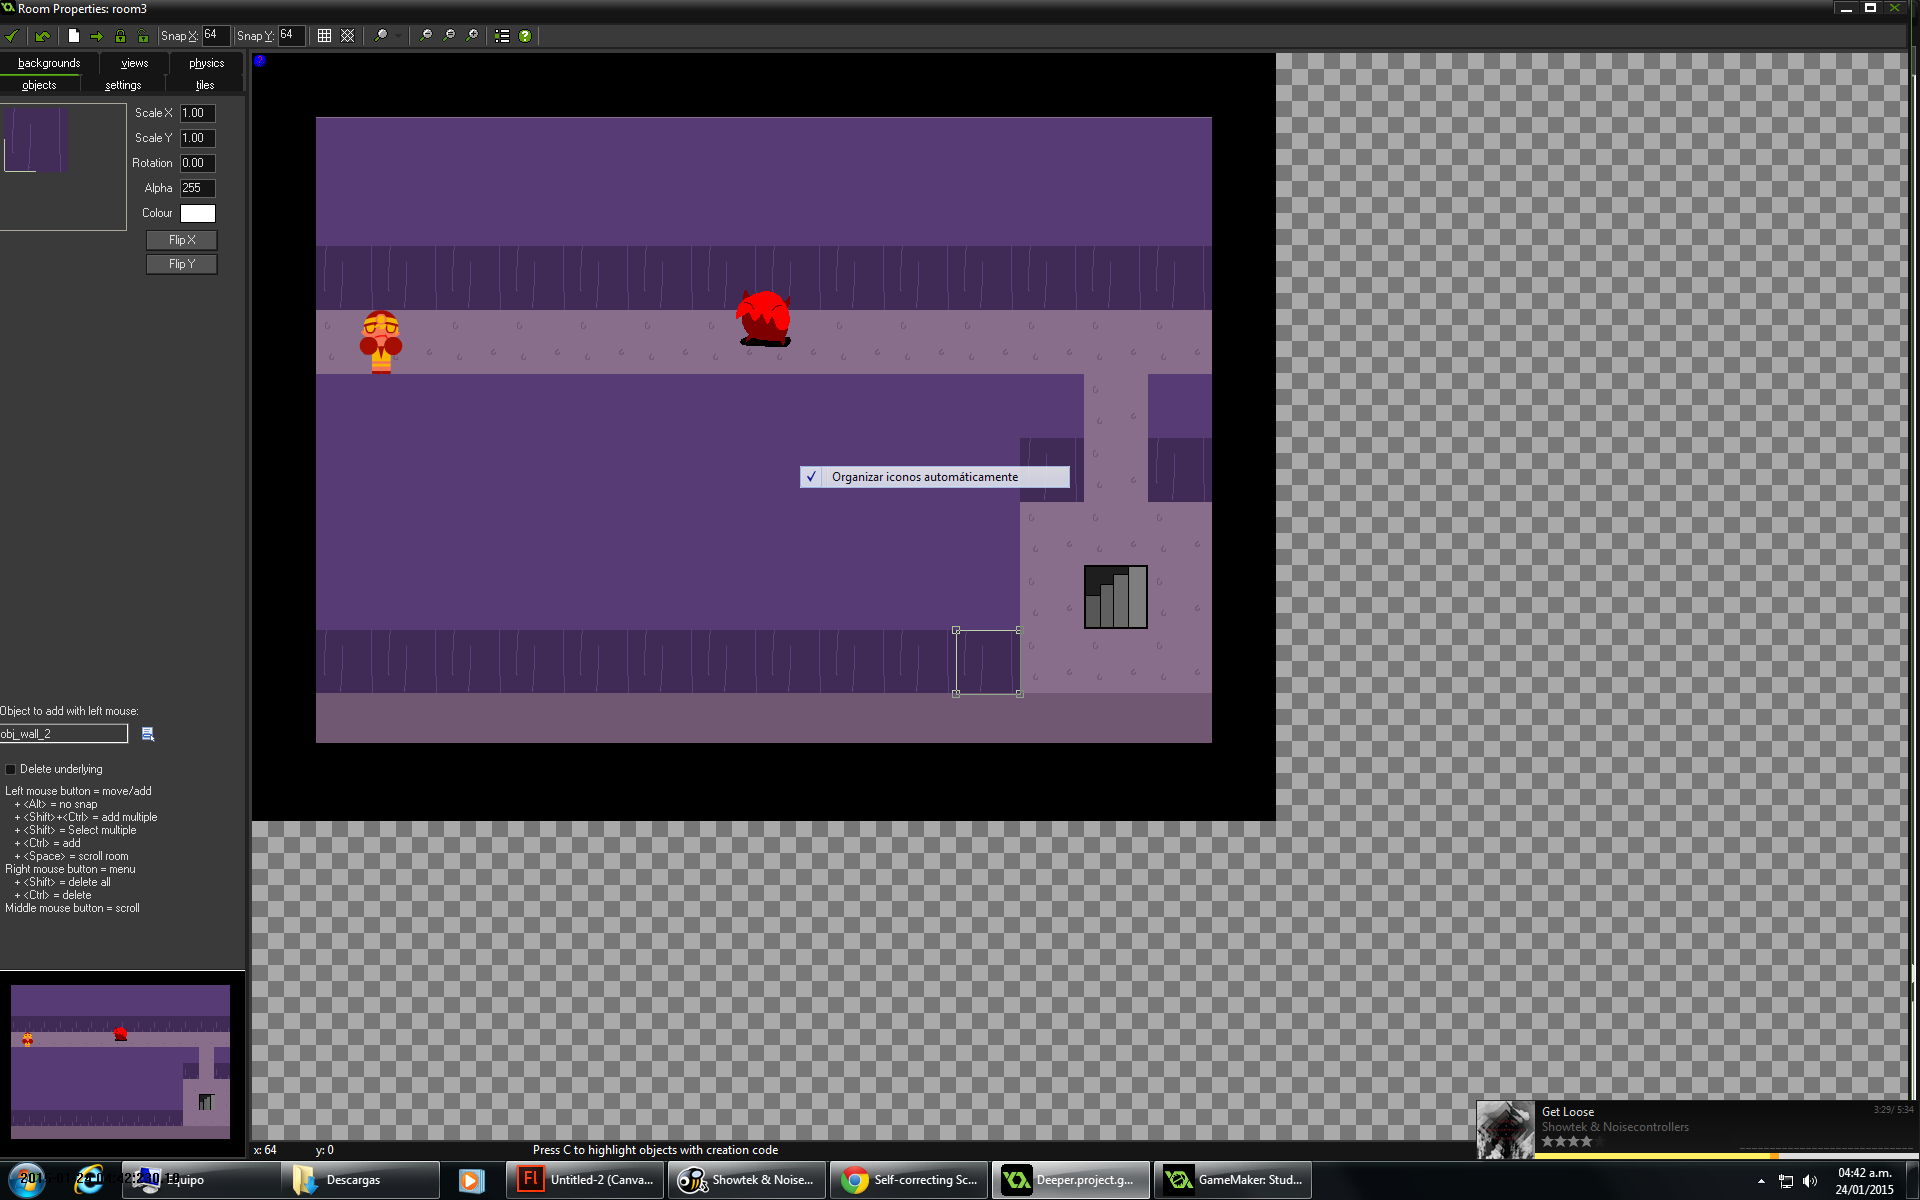 Room Properties: room3
Snap X: 64 Snap Y: 64
backgrounds views physics
objects settings tiles
Scale X 1.00
Scale Y 1.00
Rotation 0.00
Alpha 255
Colour
Flip X
Flip Y
Organizar iconos automáticamente
Object to add with left mouse:
obj_wall_2
Delete underlying
Left mouse button = move/add
+ <Alt> = no snap
+ <Shift>+<Ctrl> = add multiple
+ <Shift> = Select multiple
+ <Ctrl> = add
+ <Space> = scroll room
Right mouse button = menu
+ <Shift> = delete all
+ <Ctrl> = delete
Middle mouse button = scroll
x: 64 y: 0 Press C to highlight objects with creation code
Get Loose 3:29/ 5:34
Showtek & Noisecontrollers
Equipo
Descargas
Untitled-2 (Canva...
Showtek & Noise...
Self-correcting Sc...
Deeper.project.g...
GameMaker: Stud...
04:42 a.m.
24/01/2015